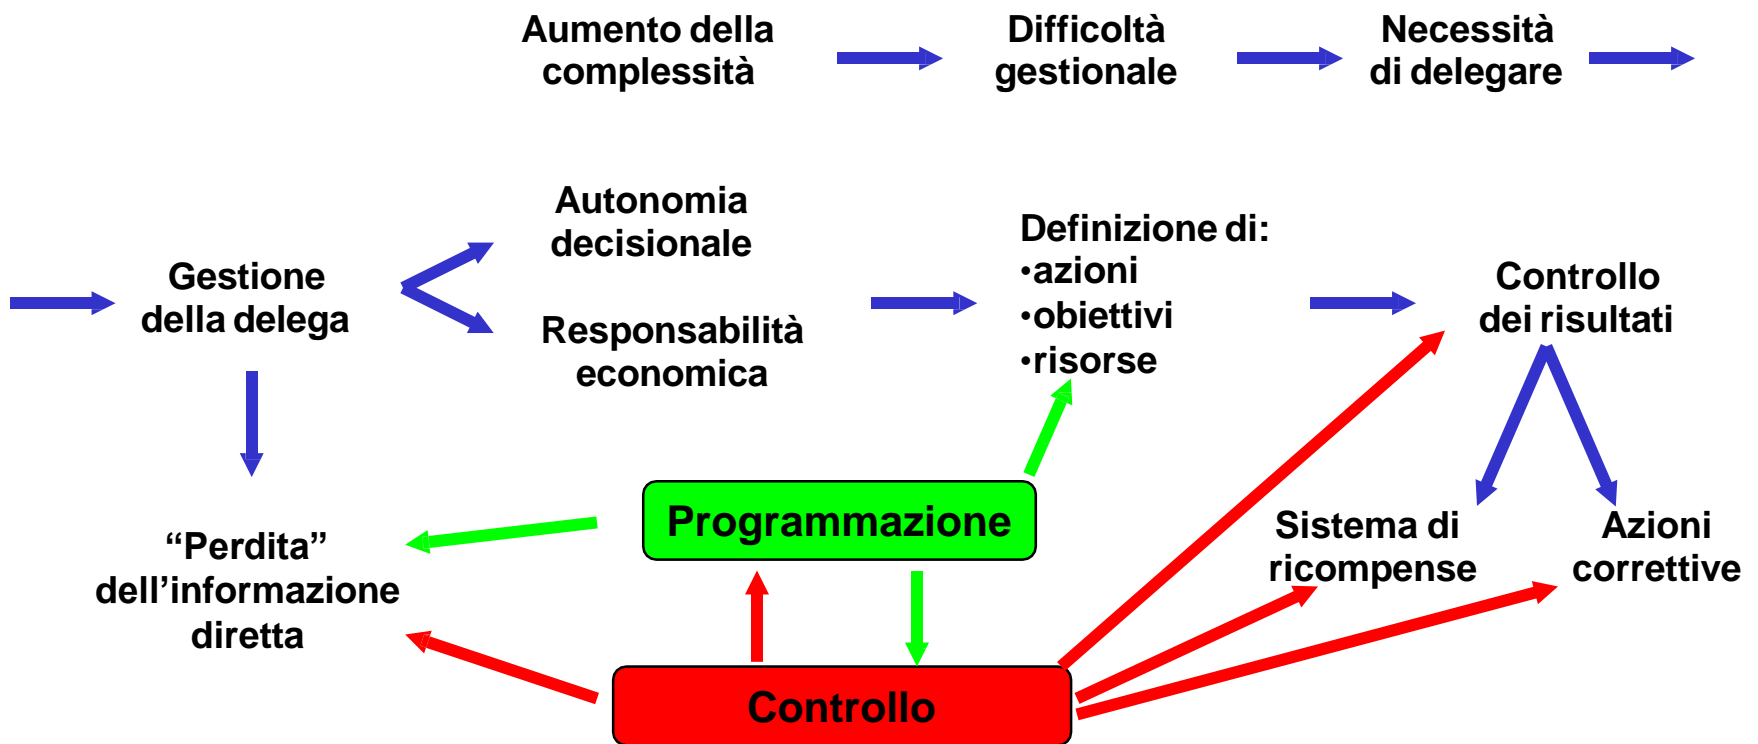 Aumento della
complessità
Difficoltà
gestionale
Necessità
di delegare
Gestione
della delega
Autonomia
decisionale
Responsabilità
economica
Definizione di:
•azioni
•obiettivi
•risorse
Controllo
dei risultati
“Perdita”
dell’informazione
diretta
Programmazione
Sistema di
ricompense
Azioni
correttive
Controllo